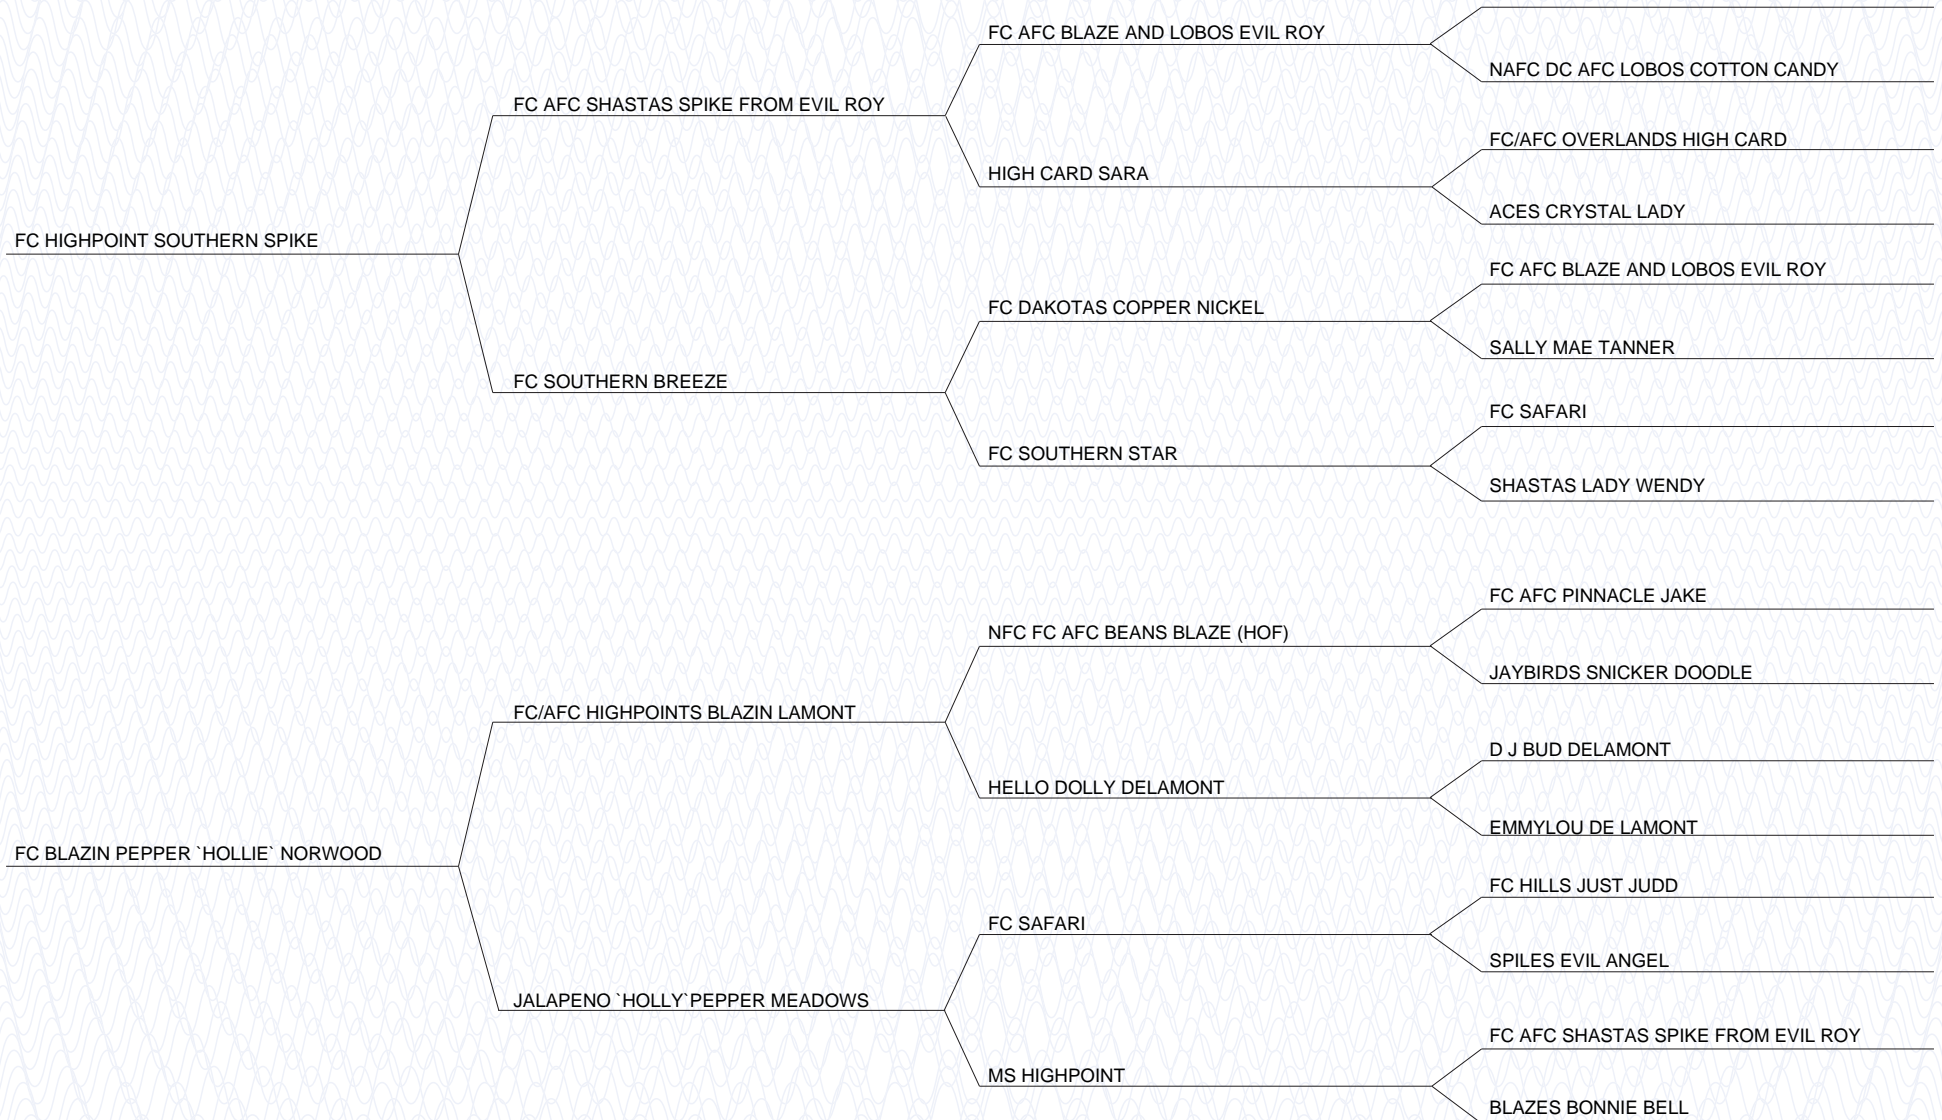 FC AFC BLAZE AND LOBOS EVIL ROY
NAFC DC AFC LOBOS COTTON CANDY
FC AFC SHASTAS SPIKE FROM EVIL ROY
FC/AFC OVERLANDS HIGH CARD
HIGH CARD SARA
ACES CRYSTAL LADY
FC HIGHPOINT SOUTHERN SPIKE
FC AFC BLAZE AND LOBOS EVIL ROY
FC DAKOTAS COPPER NICKEL
SALLY MAE TANNER
FC SOUTHERN BREEZE
FC SAFARI
FC SOUTHERN STAR
SHASTAS LADY WENDY
FC AFC PINNACLE JAKE
NFC FC AFC BEANS BLAZE (HOF)
JAYBIRDS SNICKER DOODLE
FC/AFC HIGHPOINTS BLAZIN LAMONT
D J BUD DELAMONT
HELLO DOLLY DELAMONT
EMMYLOU DE LAMONT
FC BLAZIN PEPPER `HOLLIE` NORWOOD
FC HILLS JUST JUDD
FC SAFARI
SPILES EVIL ANGEL
JALAPENO `HOLLY`PEPPER MEADOWS
FC AFC SHASTAS SPIKE FROM EVIL ROY
MS HIGHPOINT
BLAZES BONNIE BELL